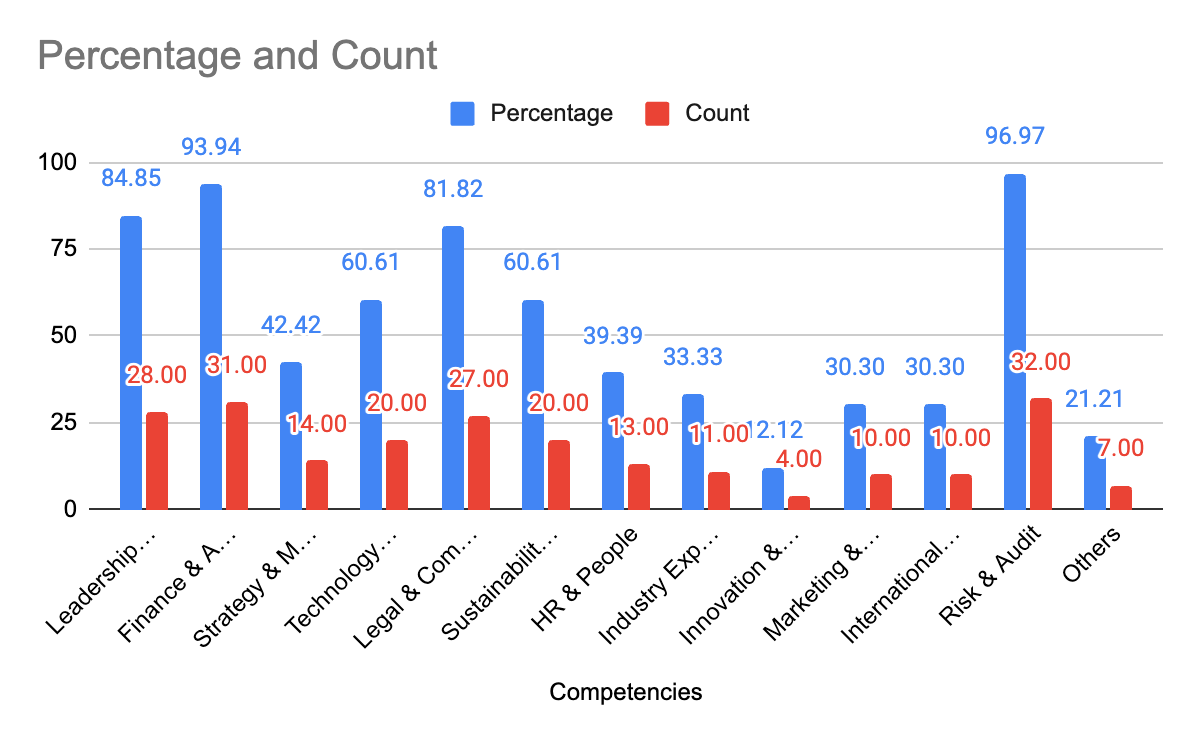 Percentage and Count
Percentage
Count
96.97
93.94
100
84.85
81.82
75
60.61
60.61
42.42
50
39.39
33.33
28.00
31.00
27.00
30.30
30.30
32.00
20.00
20.00
21.21
25
14.00
13.00
11.00
12.12
10.00
10.00
7.00
4.00
0
Leadership...
Finance & A...
Strategy & M...
Technology...
Legal & Com...
Sustainabilit...
HR & People
Industry Exp...
Innovation &...
Marketing &...
International...
Risk & Audit
Others
Competencies